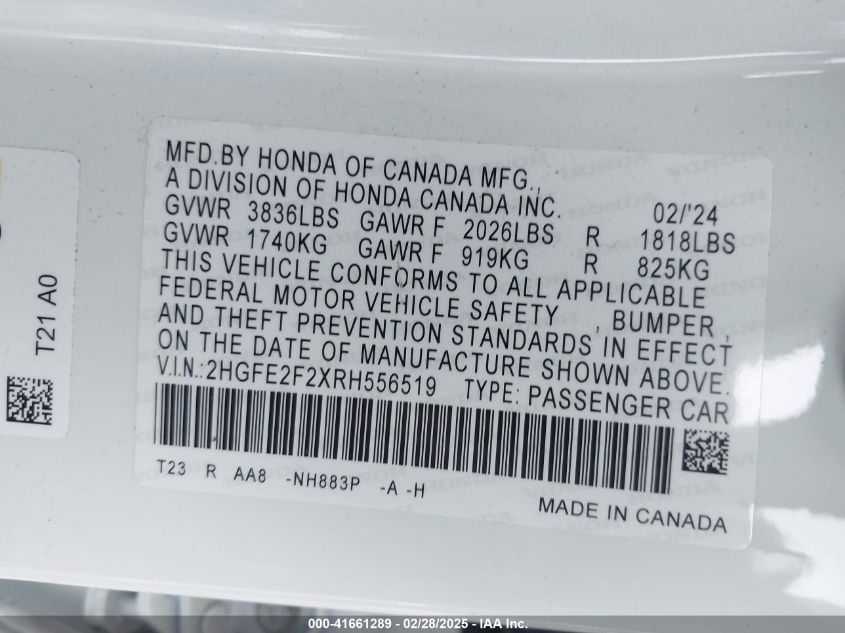 MFD.BY HONDA OF CANADA MFG.,
A DIVISION OF HONDA CANADA INC. 02/'24
GVWR 3836LBS GAWR F 2026LBS R 1818LBS
GVWR 1740KG GAWR F 919KG R 825KG
THIS VEHICLE CONFORMS TO ALL APPLICABLE
FEDERAL MOTOR VEHICLE SAFETY , BUMPER ,
AND THEFT PREVENTION STANDARDS IN EFFECT
ON THE DATE OF MANUFACTURE SHOWN ABOVE.
V.I.N.:2HGFE2F2XRH556519 TYPE: PASSENGER CAR
T23 R AA8 -NH883P -A -H
MADE IN CANADA
T21 A0
000-41661289 - 02/28/2025 - IAA Inc.